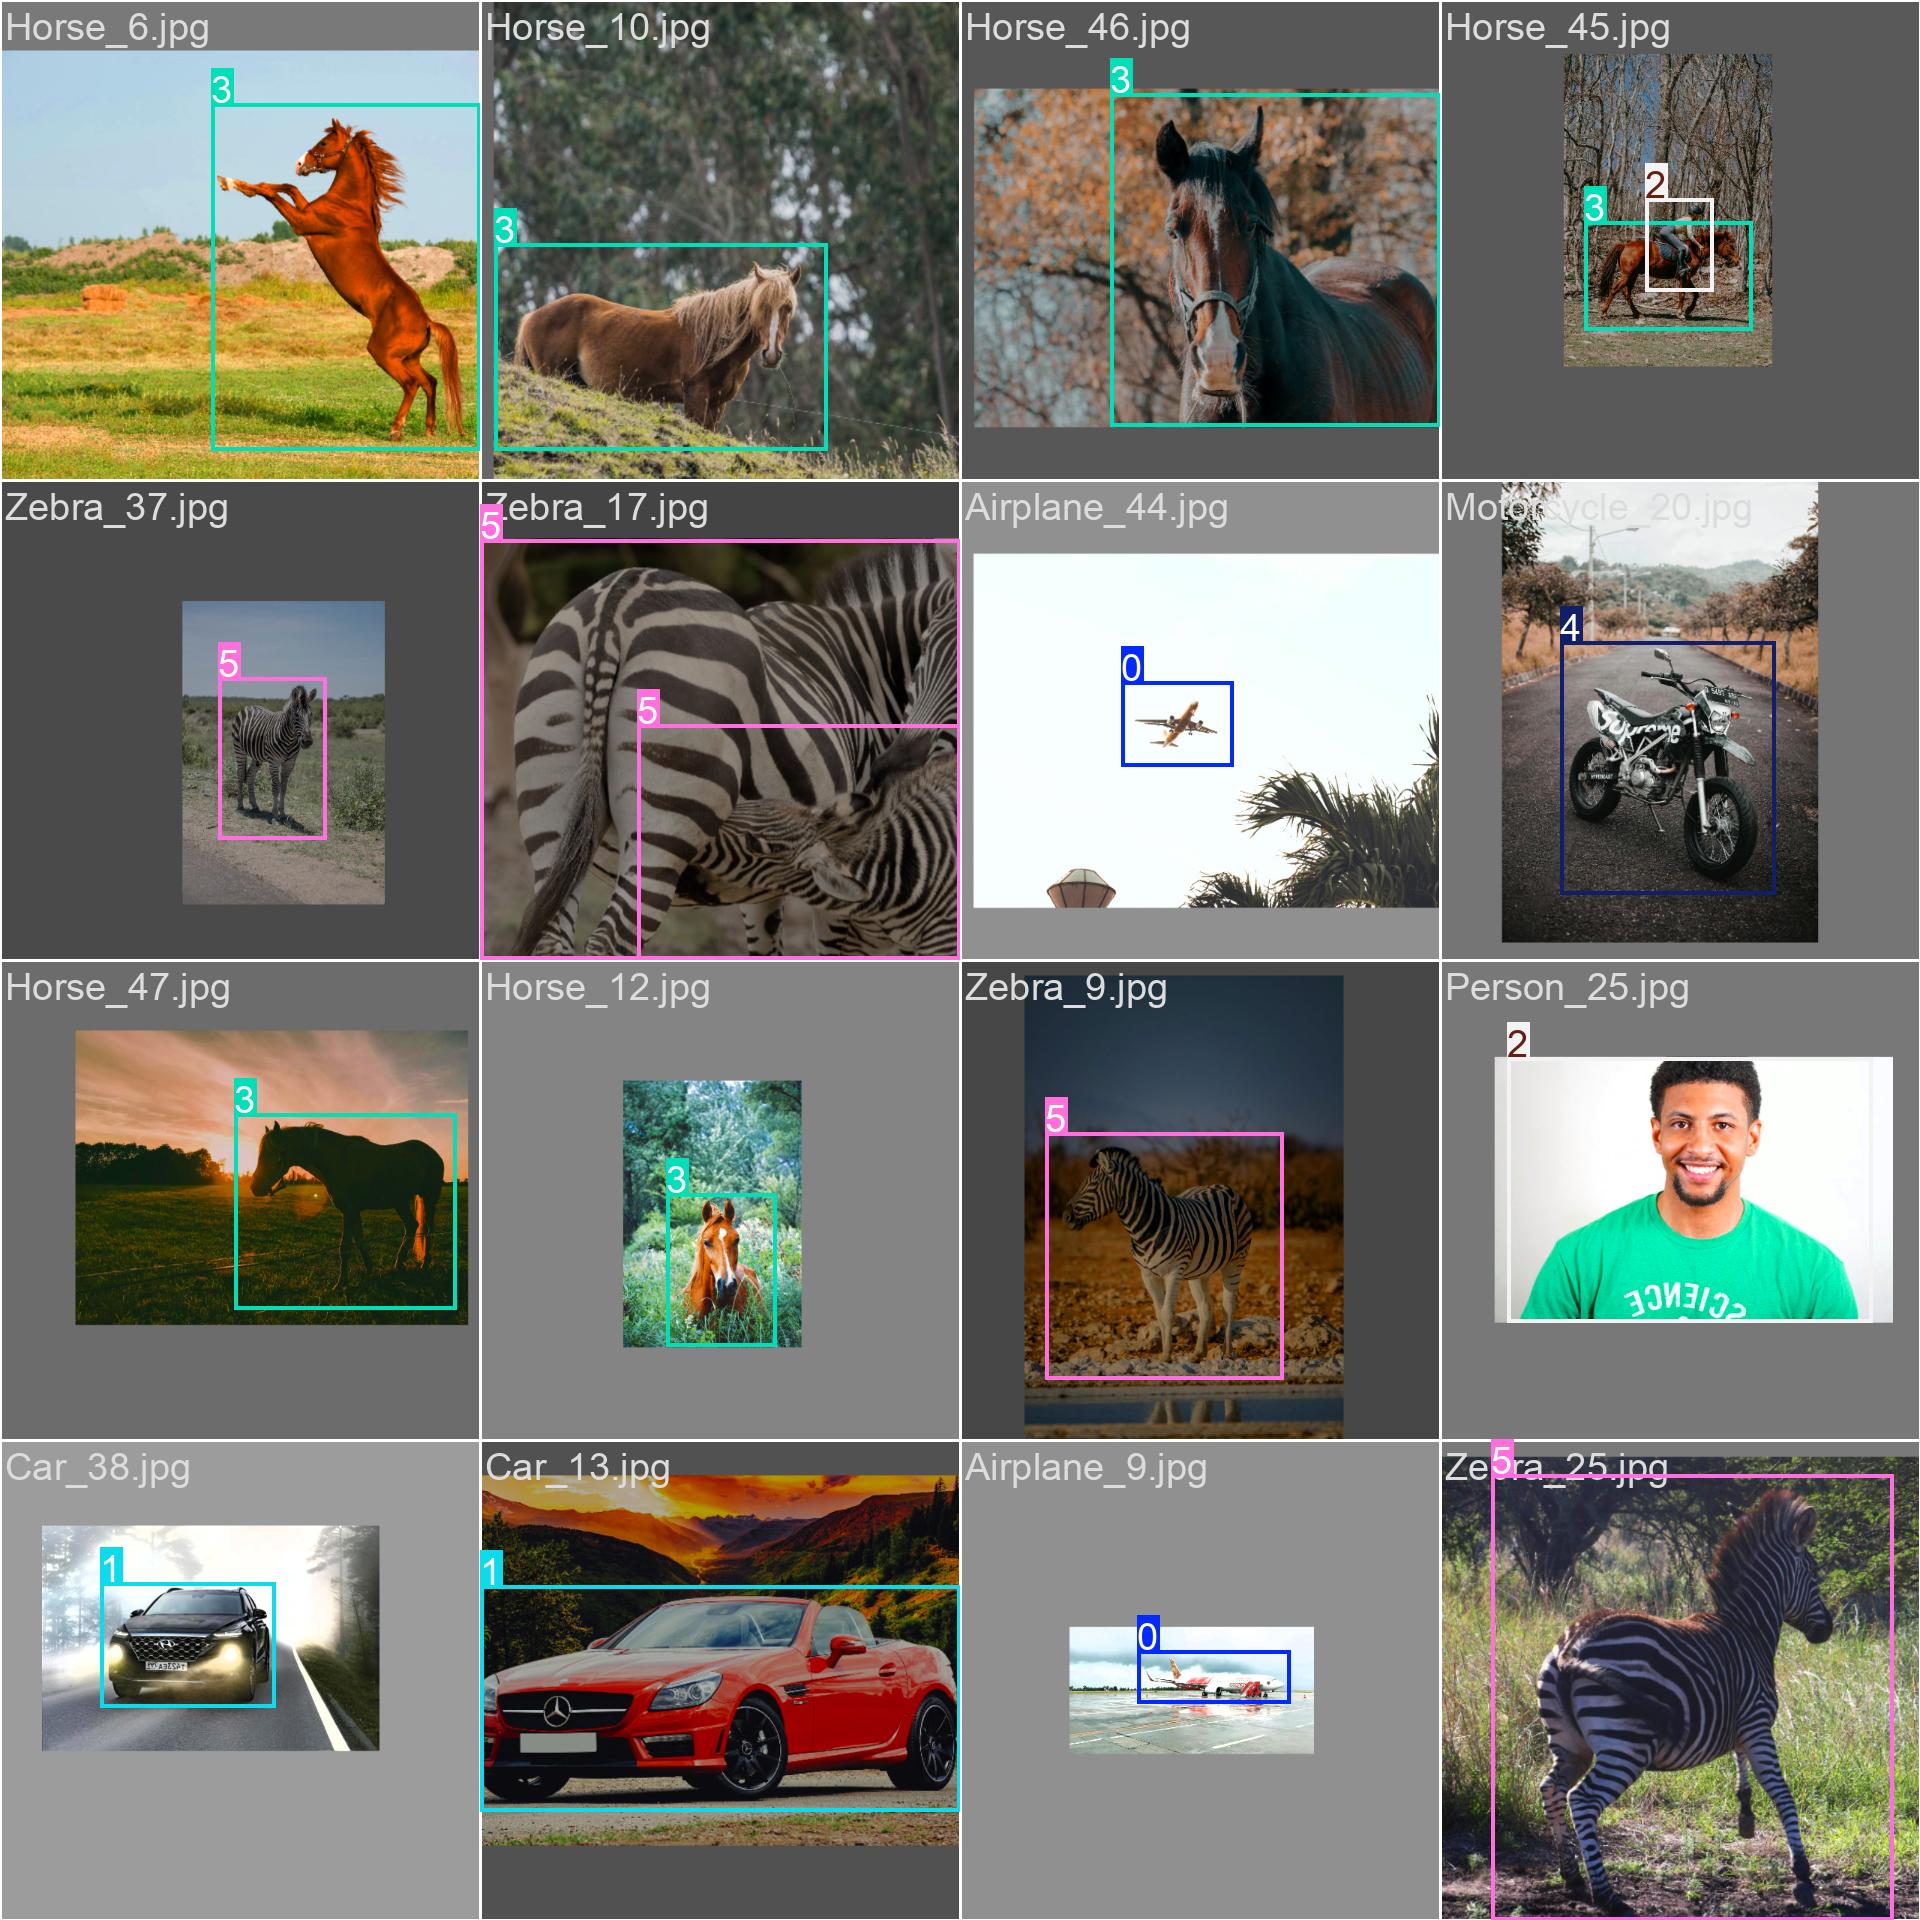 Horse_6.jpg
3
Horse_10.jpg
3
Horse_46.jpg
3
Horse_45.jpg
2
3
Zebra_37.jpg
5
Zebra_17.jpg
5
5
Airplane_44.jpg
0
Motorcycle_20.jpg
4
Supreme
Horse_47.jpg
3
Horse_12.jpg
3
Zebra_9.jpg
5
Person_25.jpg
2
SCIENCE
Car_38.jpg
1
Car_13.jpg
1
Airplane_9.jpg
0
Zebra_25.jpg
5